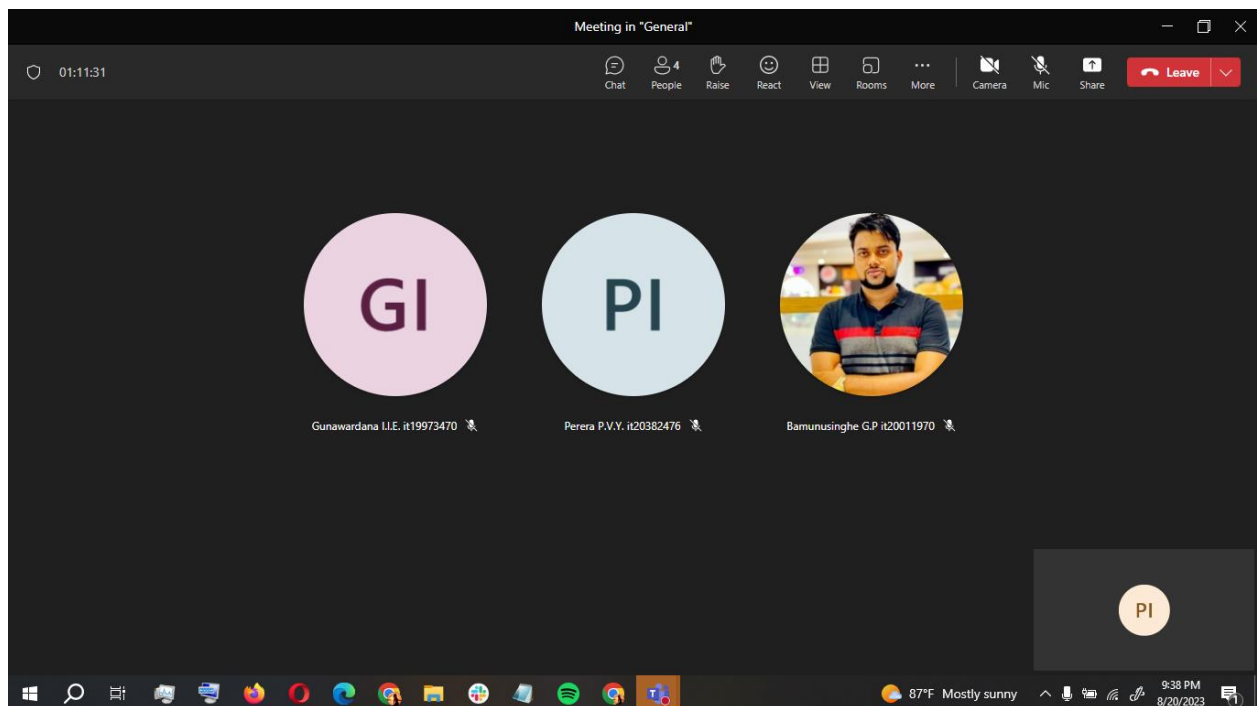 Meeting in "General"
01:11:31
4
Chat People Raise React View Rooms More Camera Mic Share Leave
GI PI
Gunawardana I.I.E. it19973470 Perera P.V.Y. it20382476 Bamunusinghe G.P it20011970
PI
87°F Mostly sunny
9:38 PM
8/20/2023
1